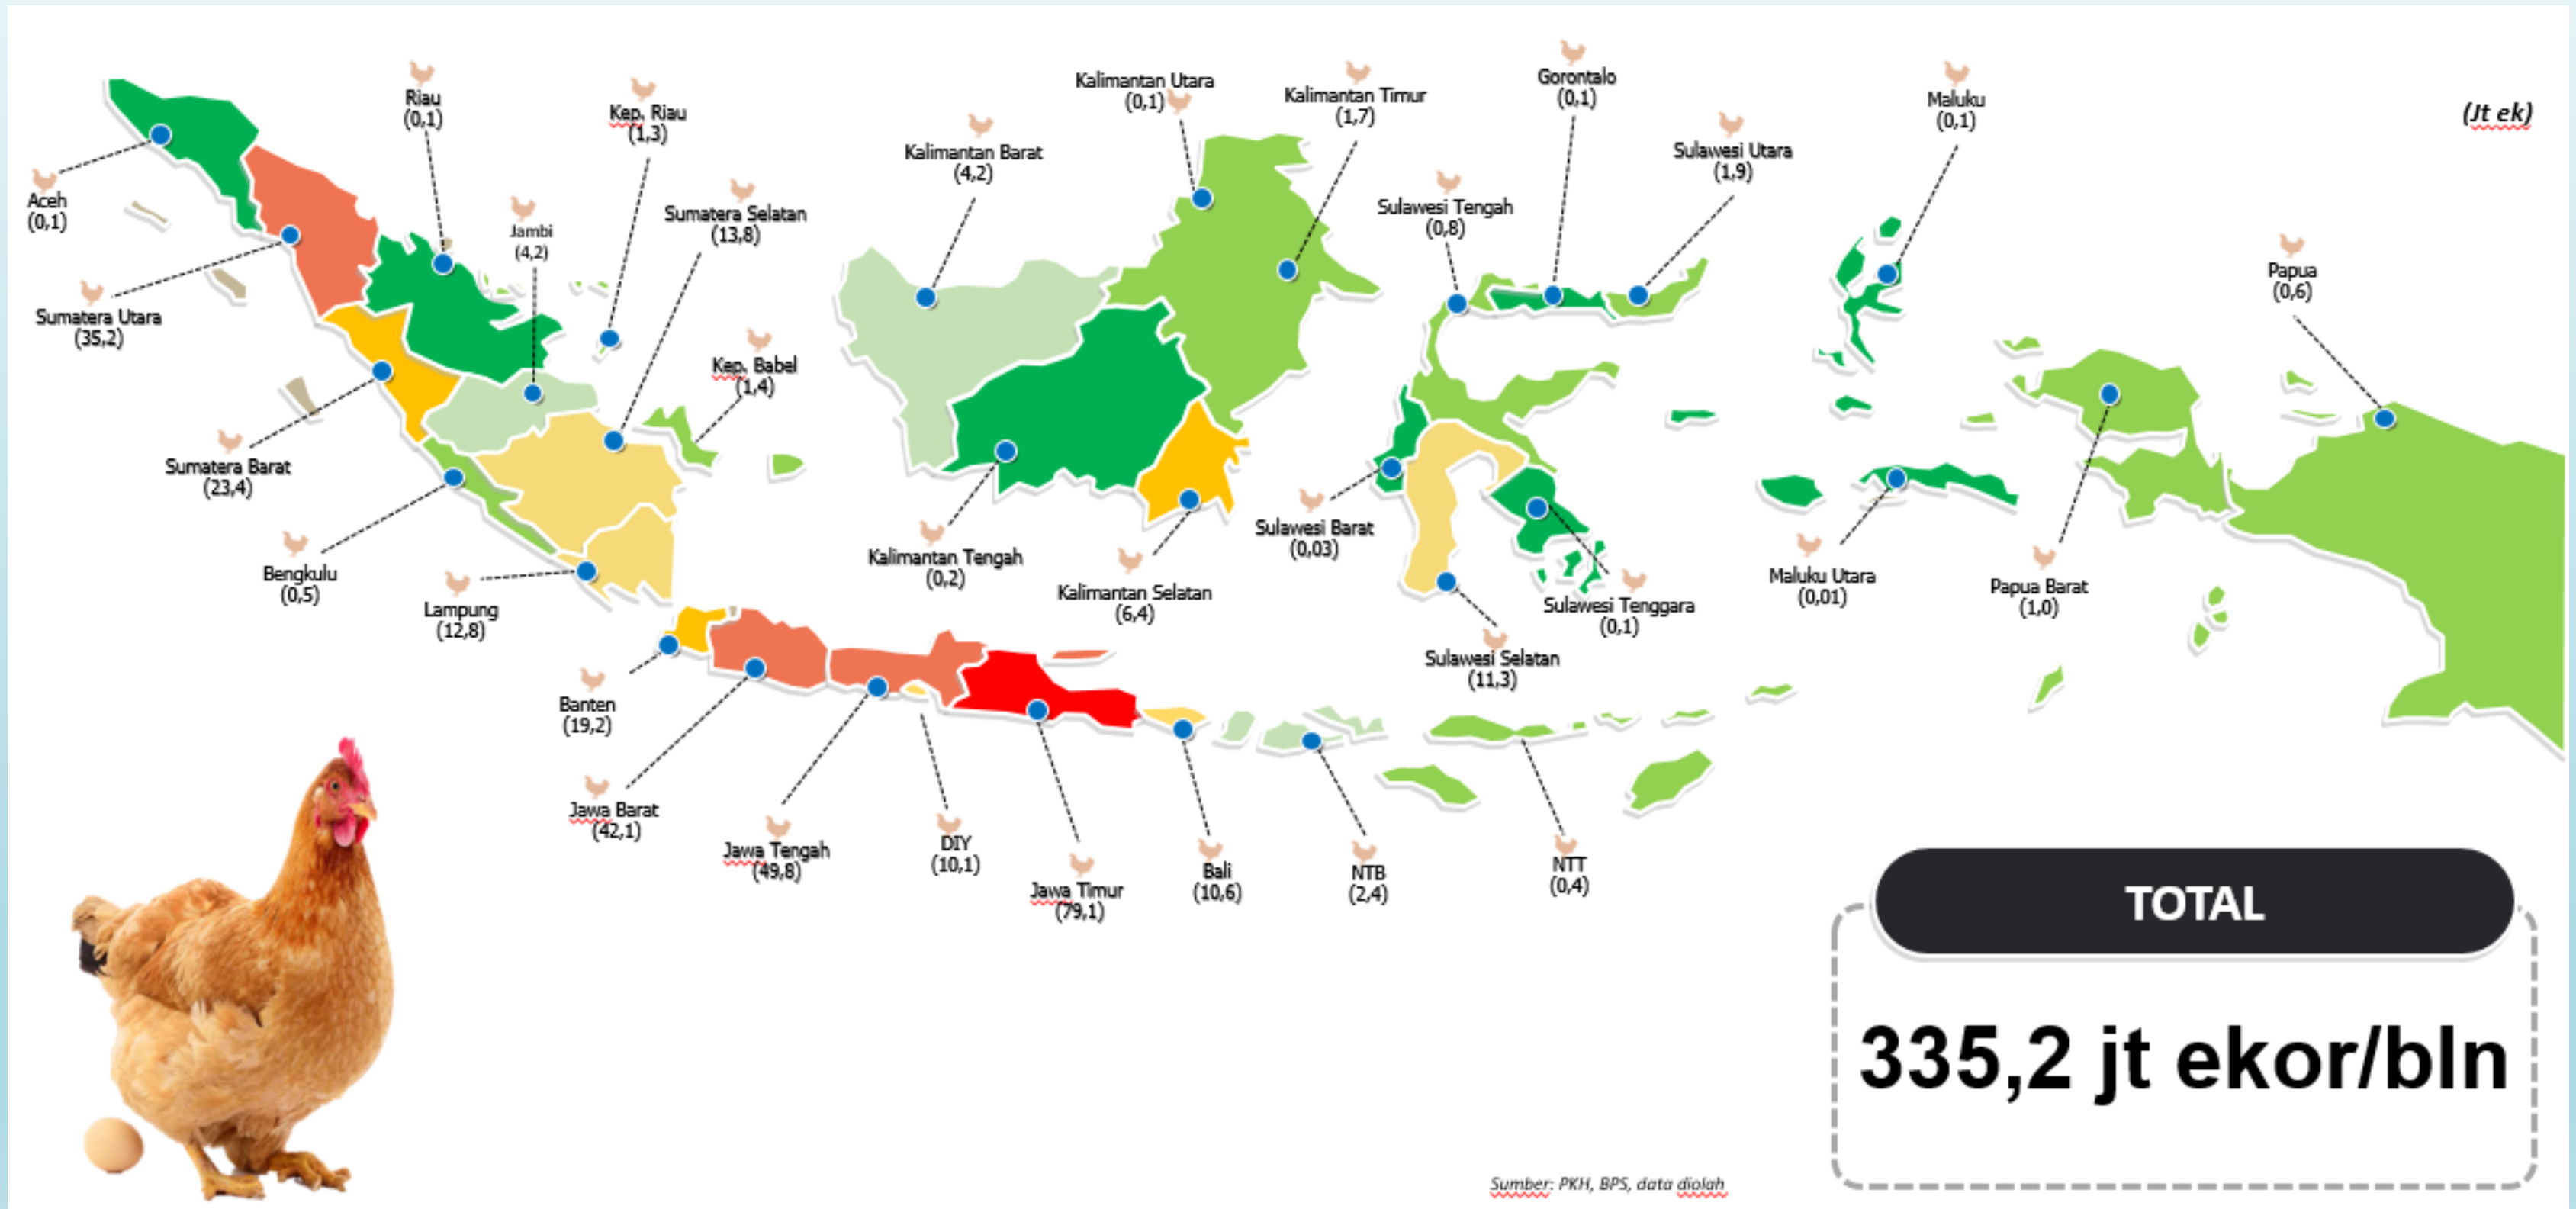 Aceh
(0,1)
Sumatera Utara
(35,2)
Riau
(0,1)
Kep. Riau
(1,3)
Jambi
(4,2)
Sumatera Selatan
(13,8)
Kep. Babel
(1,4)
Sumatera Barat
(23,4)
Bengkulu
(0,5)
Lampung
(12,8)
Kalimantan Barat
(4,2)
Kalimantan Utara
(0,1)
Kalimantan Timur
(1,7)
Kalimantan Tengah
(0,2)
Kalimantan Selatan
(6,4)
Gorontalo
(0,1)
Sulawesi Utara
(1,9)
Sulawesi Tengah
(0,8)
Sulawesi Barat
(0,03)
Sulawesi Tenggara
(0,1)
Sulawesi Selatan
(11,3)
Maluku
(0,1)
(Jt ek)
Papua
(0,6)
Maluku Utara
(0,01)
Papua Barat
(1,0)
Banten
(19,2)
Jawa Barat
(42,1)
Jawa Tengah
(49,8)
DIY
(10,1)
Jawa Timur
(79,1)
Bali
(10,6)
NTB
(2,4)
NTT
(0,4)
TOTAL
335,2 jt ekor/bln
Sumber: PKH, BPS, data diolah